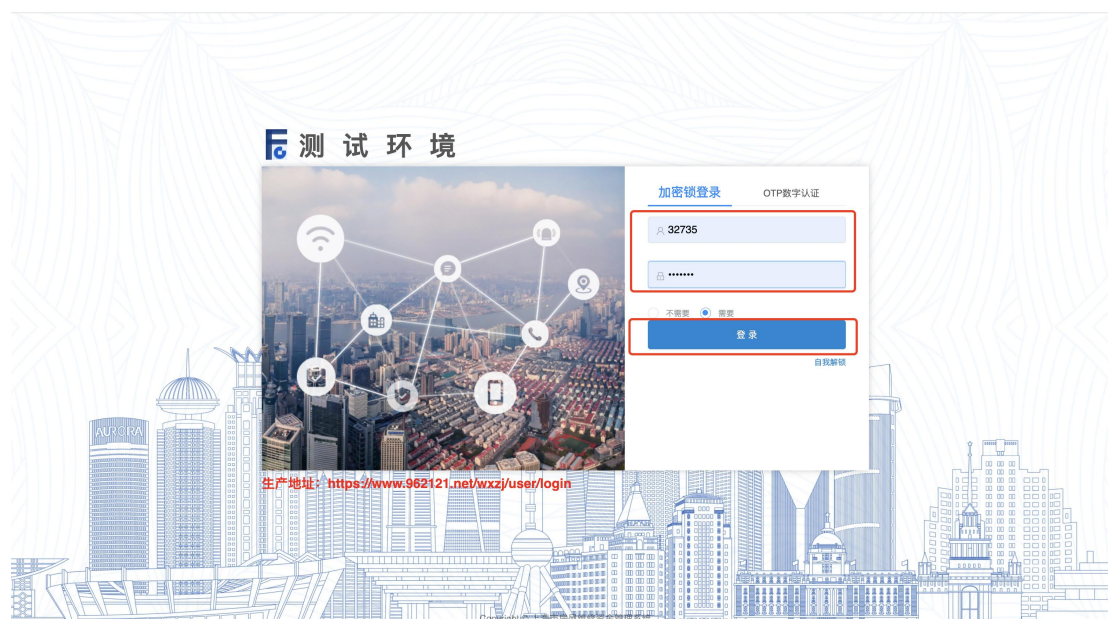 测试环境
加密锁登录 OTP数字认证
32735
•••••••
不需要 需要
登 录
自我解锁
AURORA
生产地址：https://www.962121.net/wxzj/user/login